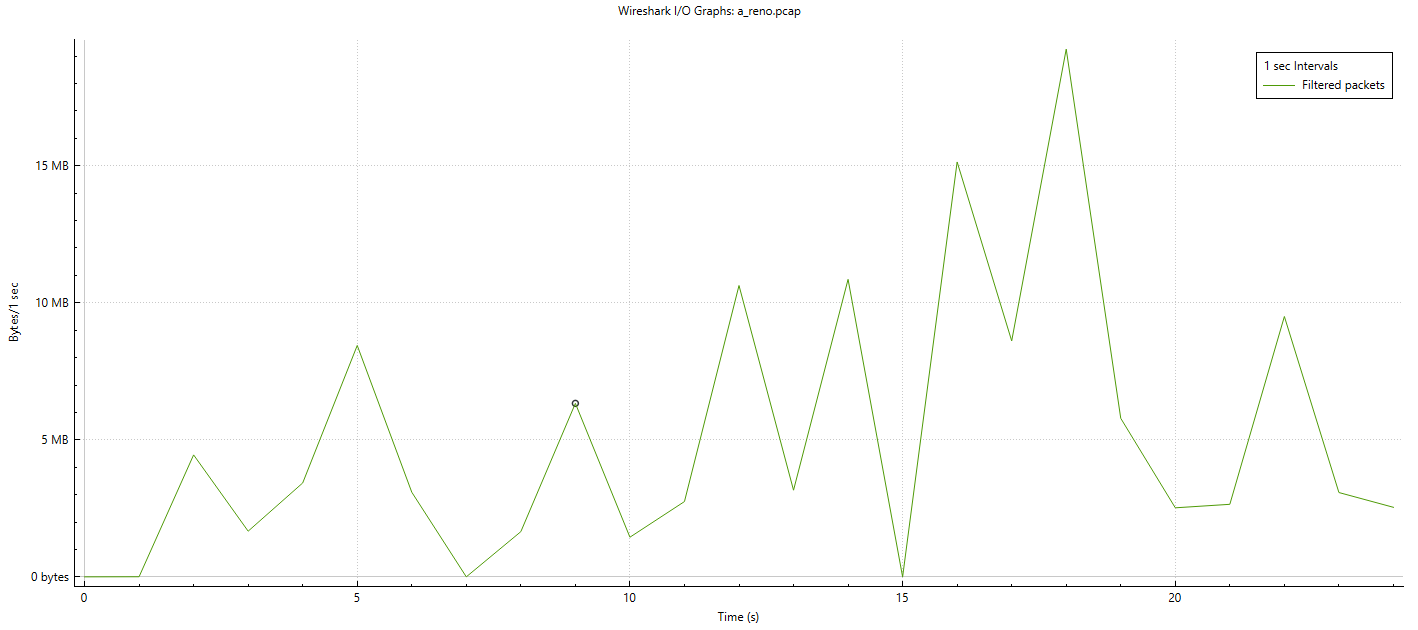 Wireshark I/O Graphs: a_reno.pcap
1 sec Intervals
Filtered packets
15 MB
10 MB
5 MB
0 bytes
Bytes/1 sec
0
5
10
15
20
Time (s)